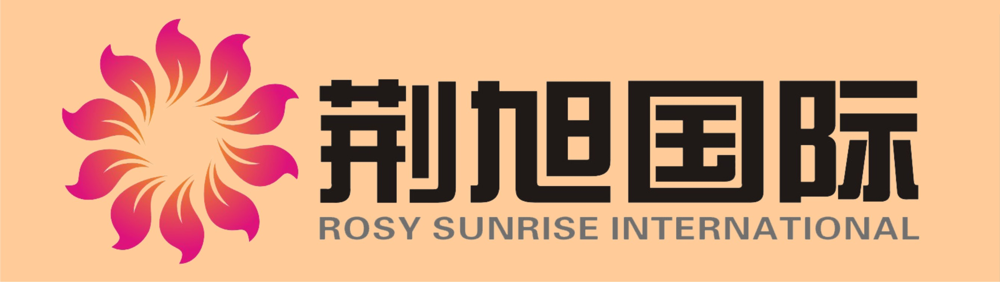 荆旭国际
ROSY SUNRISE INTERNATIONAL